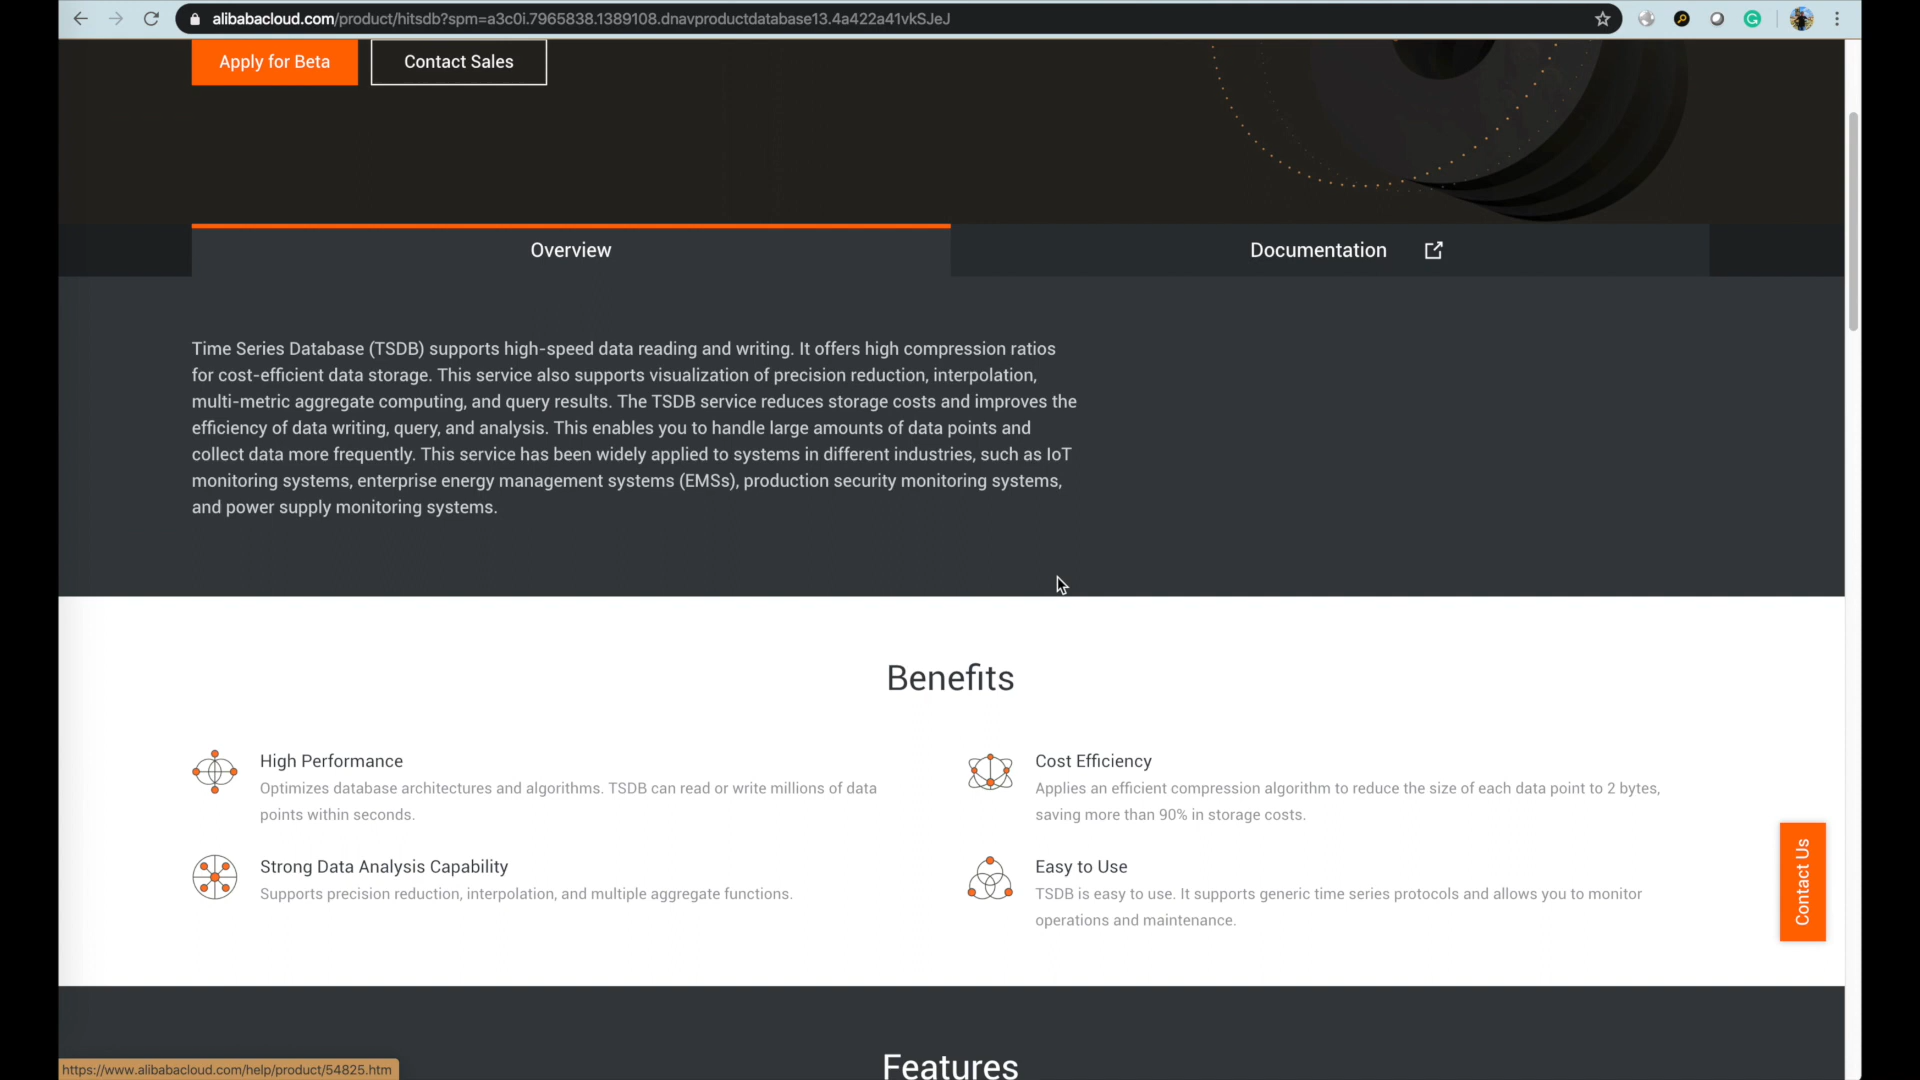 alibabacloud.com/product/hitsdb?spm=a3c0i.7965838.1389108.dnavproductdatabase13.4a422a41vkSJeJ
Apply for Beta
Contact Sales
Overview
Documentation
Time Series Database (TSDB) supports high-speed data reading and writing. It offers high compression ratios
for cost-efficient data storage. This service also supports visualization of precision reduction, interpolation,
multi-metric aggregate computing, and query results. The TSDB service reduces storage costs and improves the
efficiency of data writing, query, and analysis. This enables you to handle large amounts of data points and
collect data more frequently. This service has been widely applied to systems in different industries, such as IoT
monitoring systems, enterprise energy management systems (EMSs), production security monitoring systems,
and power supply monitoring systems.
Benefits
High Performance
Optimizes database architectures and algorithms. TSDB can read or write millions of data
points within seconds.
Cost Efficiency
Applies an efficient compression algorithm to reduce the size of each data point to 2 bytes,
saving more than 90% in storage costs.
Strong Data Analysis Capability
Supports precision reduction, interpolation, and multiple aggregate functions.
Easy to Use
TSDB is easy to use. It supports generic time series protocols and allows you to monitor
operations and maintenance.
Contact Us
Features
https://www.alibabacloud.com/help/product/54825.htm